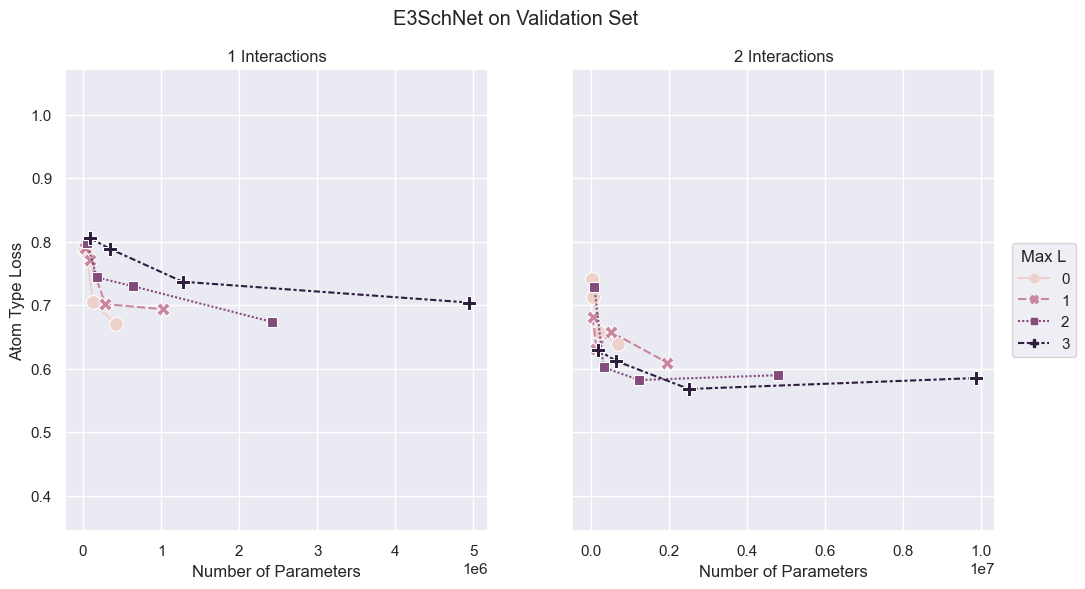 E3SchNet on Validation Set
1 Interactions
2 Interactions
Atom Type Loss
1.0
0.9
0.8
0.7
0.6
0.5
0.4
0 1 2 3 4 5
1e6
Number of Parameters
0.0 0.2 0.4 0.6 0.8 1.0
1e7
Number of Parameters
Max L
0
1
2
3